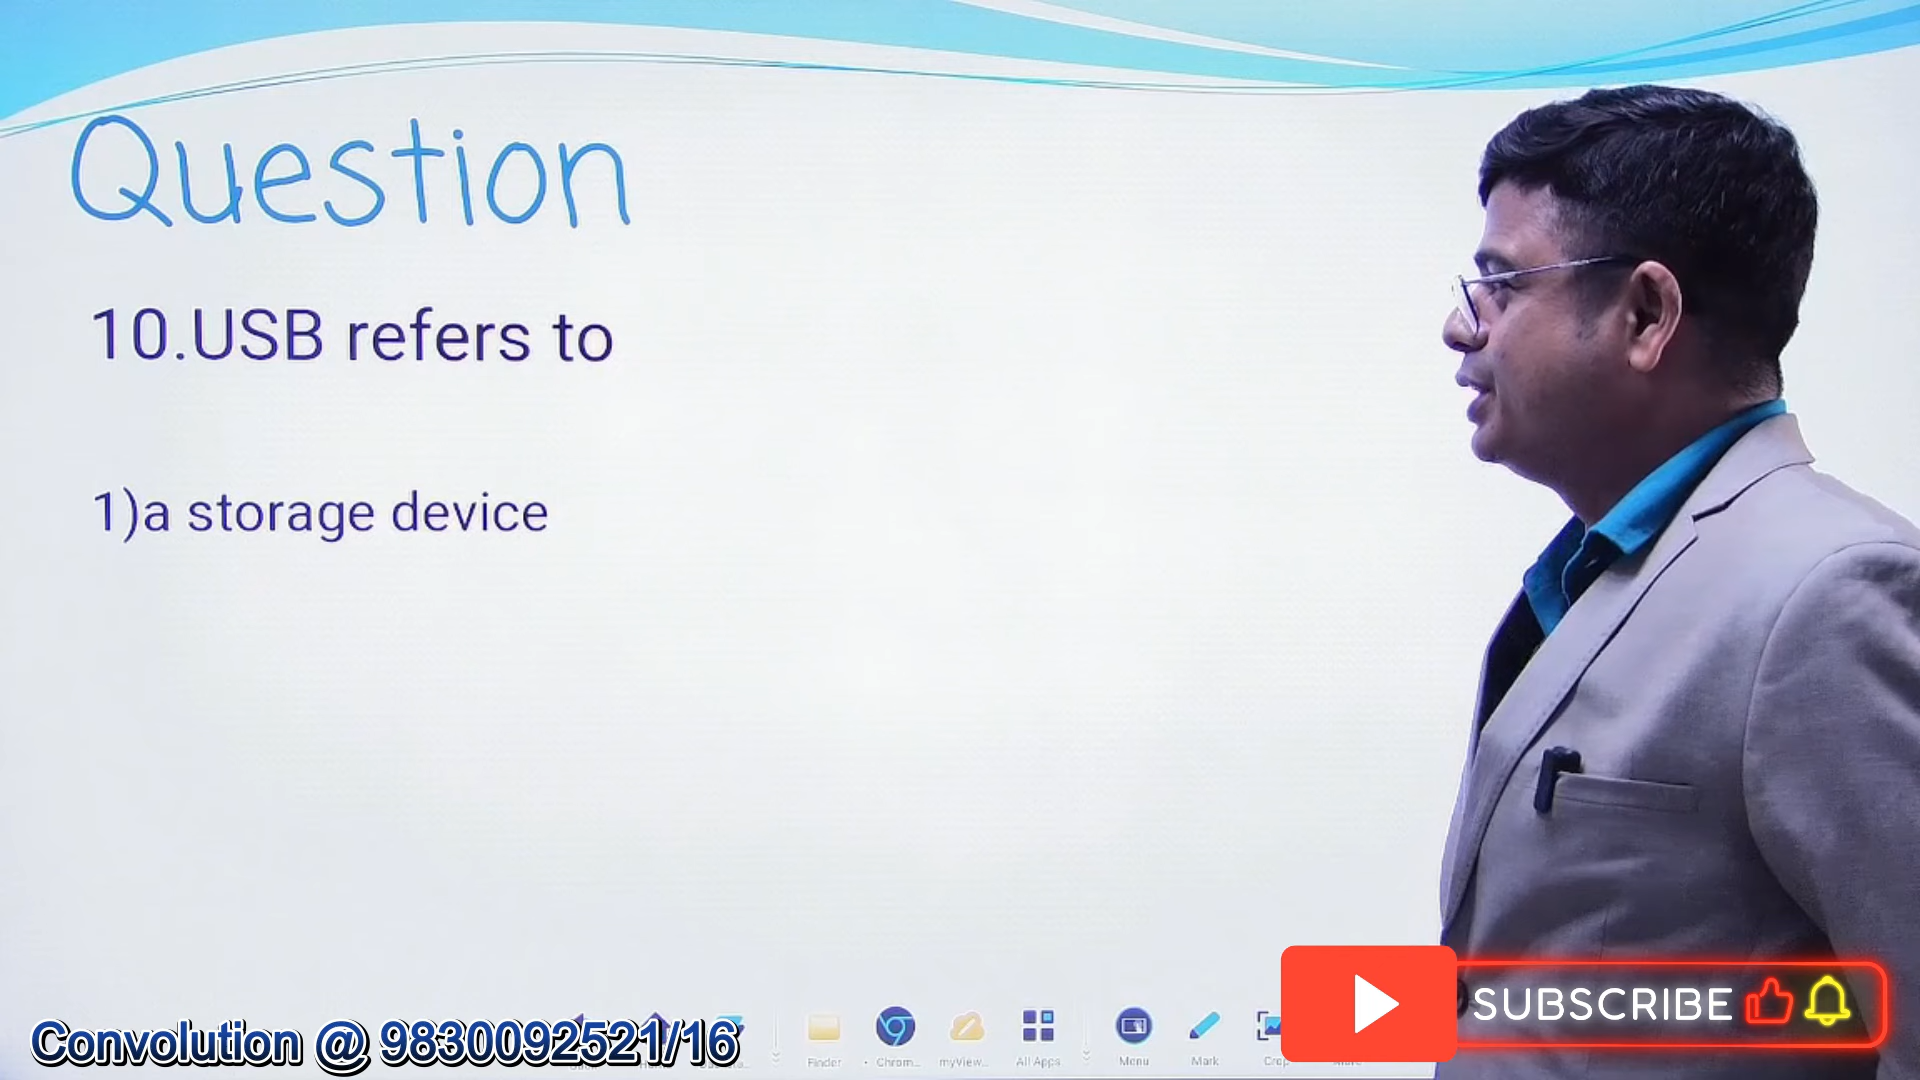 Question
10.USB refers to
1)a storage device
SUBSCRIBE
Convolution @ 9830092521/16
Finder
Chrom...
myView...
All Apps
Menu
Mark
Crop